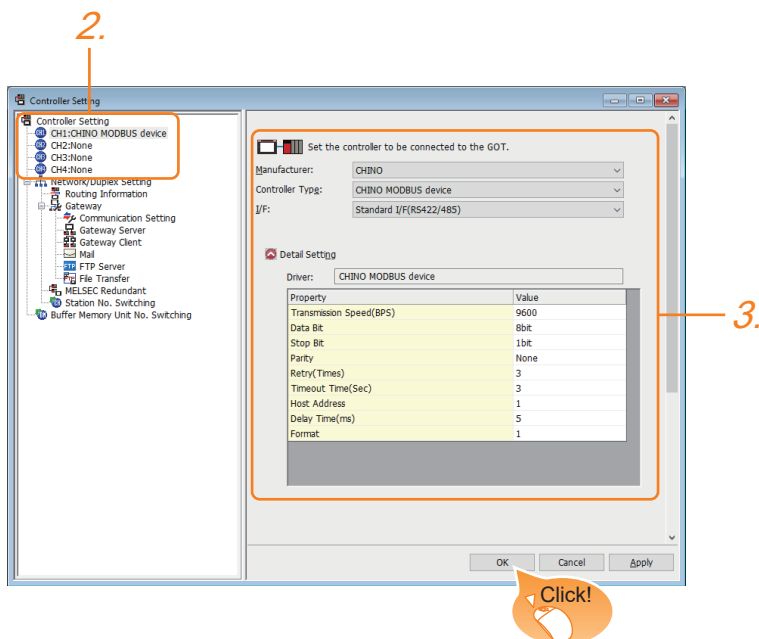 2.
Controller Setting
Controller Setting
CH1:CHINO MODBUS device
CH2:None
CH3:None
CH4:None
Network/Duplex Setting
Routing Information
Gateway
Communication Setting
Gateway Server
Gateway Client
Mail
FTP Server
File Transfer
MELSEC Redundant
Station No. Switching
Buffer Memory Unit No. Switching
Set the controller to be connected to the GOT.
Manufacturer: CHINO
Controller Type: CHINO MODBUS device
I/F: Standard I/F(RS422/485)
Detail Setting
Driver: CHINO MODBUS device
Property Value
Transmission Speed(BPS) 9600
Data Bit 8bit
Stop Bit 1bit
Parity None
Retry(Times) 3
Timeout Time(Sec) 3
Host Address 1
Delay Time(ms) 5
Format 1
3.
OK Cancel Apply
Click!